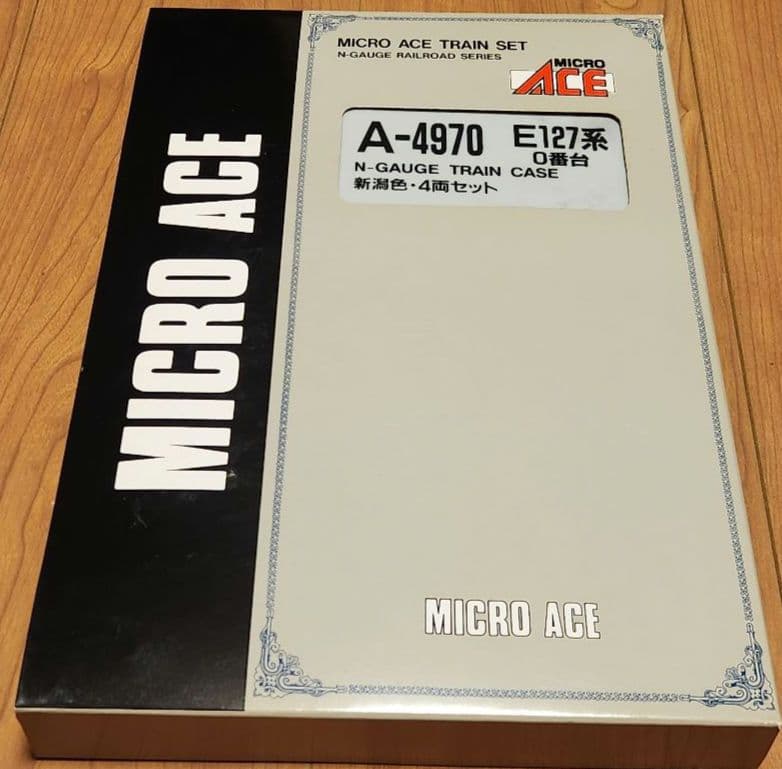 MICRO ACE TRAIN SET
N-GAUGE RAILROAD SERIES
MICRO
ACE
A-4970 E127系
0番台
N-GAUGE TRAIN CASE
新潟色・4両セット
MICRO ACE
MICRO ACE